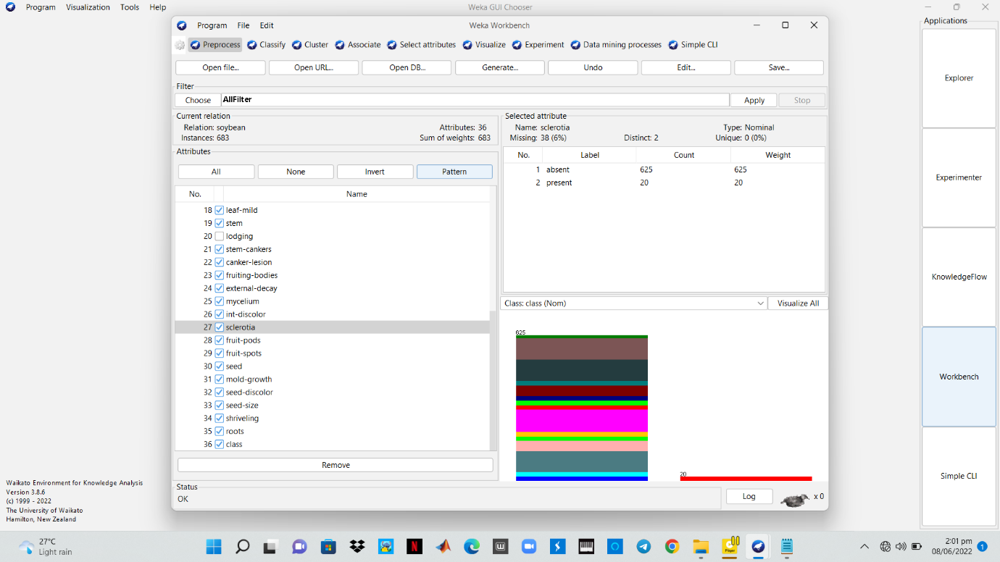 Program Visualization Tools Help
Weka GUI Chooser
Applications
Program File Edit
Weka Workbench
Preprocess Classify Cluster Associate Select attributes Visualize Experiment Data mining processes Simple CLI
Open file... Open URL... Open DB... Generate... Undo Edit... Save...
Filter
Choose AllFilter Apply Stop
Current relation
Relation: soybean Attributes: 36
Instances: 683 Sum of weights: 683
Selected attribute
Name: sclerotia Type: Nominal
Missing: 38 (6%) Distinct: 2 Unique: 0 (0%)
Attributes
All None Invert Pattern
No. Name
18 leaf-mild
19 stem
20 lodging
21 stem-cankers
22 canker-lesion
23 fruiting-bodies
24 external-decay
25 mycelium
26 int-discolor
27 sclerotia
28 fruit-pods
29 fruit-spots
30 seed
31 mold-growth
32 seed-discolor
33 seed-size
34 shriveling
35 roots
36 class
Remove
No. Label Count Weight
1 absent 625 625
2 present 20 20
Class: class (Nom) Visualize All
625
20
Status
OK
Log x 0
Explorer
Experimenter
KnowledgeFlow
Workbench
Simple CLI
Waikato Environment for Knowledge Analysis
Version 3.8.6
(c) 1999 - 2022
The University of Waikato
Hamilton, New Zealand
27°C
Light rain
N
W
Player
2:01 pm
08/06/2022
1